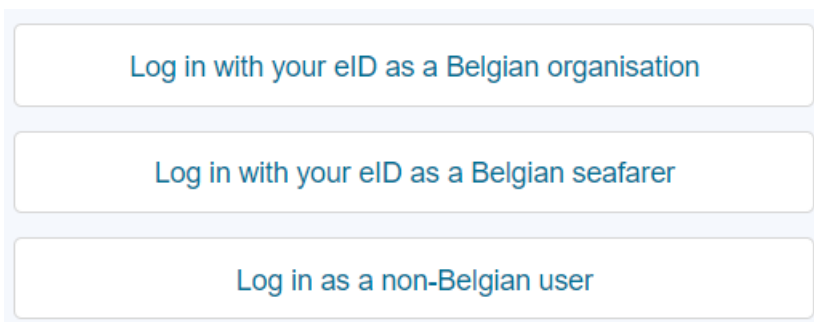 Log in with your eID as a Belgian organisation
Log in with your eID as a Belgian seafarer
Log in as a non-Belgian user